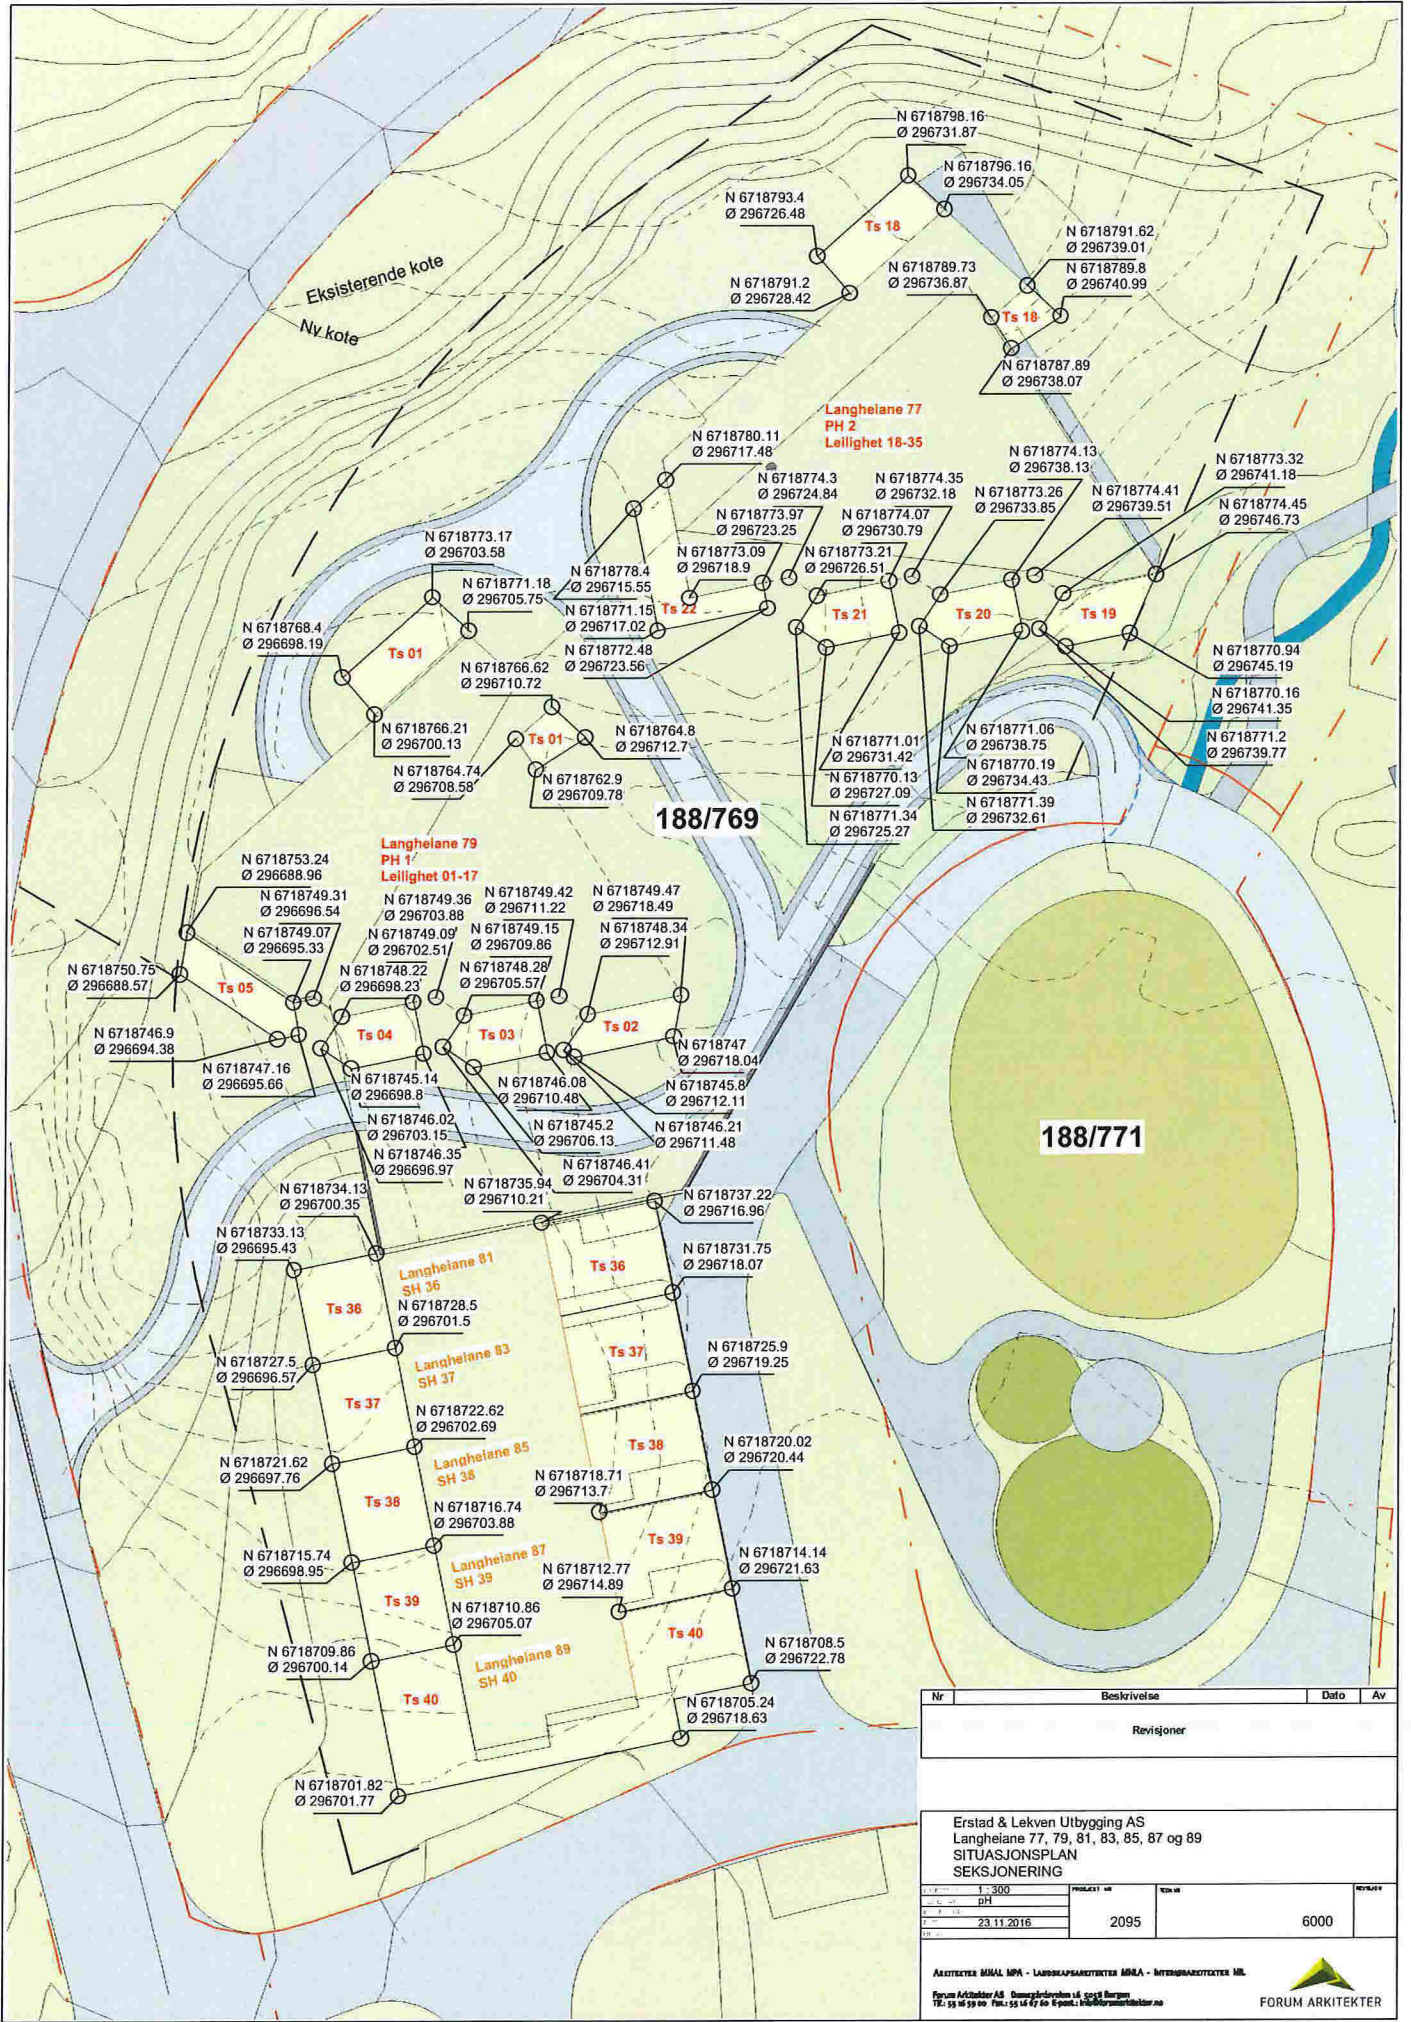 N 6718798.16
Ø 296731.87
N 6718796.16
Ø 296734.05
N 6718793.4
Ø 296726.48
Ts 18
N 6718791.62
Ø 296739.01
N 6718789.73
Ø 296736.87
N 6718789.8
Ø 296740.99
N 6718791.2
Ø 296728.42
Ts 18
Eksisterende kote
Ny kote
N 6718787.89
Ø 296738.07
Langheiane 77
PH 2
Leilighet 18-35
N 6718780.11
Ø 296717.48
N 6718774.13
Ø 296738.13
N 6718773.32
Ø 296741.18
N 6718774.3
Ø 296724.84
N 6718774.35
Ø 296732.18
N 6718773.26
Ø 296733.85
N 6718774.41
Ø 296739.51
N 6718774.45
Ø 296746.73
N 6718773.97
Ø 296723.25
N 6718774.07
Ø 296730.79
N 6718773.17
Ø 296703.58
N 6718773.09
Ø 296718.9
N 6718773.21
Ø 296726.51
N 6718778.4
Ø 296715.55
N 6718771.18
Ø 296705.75
Ts 22
Ts 21
Ts 20
Ts 19
N 6718771.15
Ø 296717.02
N 6718768.4
Ø 296698.19
Ts 01
N 6718772.48
Ø 296723.56
N 6718766.62
Ø 296710.72
N 6718770.94
Ø 296745.19
N 6718770.16
Ø 296741.35
N 6718771.2
Ø 296739.77
N 6718766.21
Ø 296700.13
Ts 01
N 6718764.8
Ø 296712.7
N 6718771.01
Ø 296731.42
N 6718771.06
Ø 296738.75
N 6718764.74
Ø 296708.58
N 6718762.9
Ø 296709.78
N 6718770.13
Ø 296727.09
N 6718770.19
Ø 296734.43
N 6718771.34
Ø 296725.27
N 6718771.39
Ø 296732.61
188/769
Langheiane 79
PH 1
Leilighet 01-17
N 6718753.24
Ø 296688.96
N 6718749.31
Ø 296696.54
N 6718749.36
Ø 296703.88
N 6718749.42
Ø 296711.22
N 6718749.47
Ø 296718.49
N 6718749.07
Ø 296695.33
N 6718749.09
Ø 296702.51
N 6718749.15
Ø 296709.86
N 6718748.34
Ø 296712.91
N 6718750.75
Ø 296688.57
Ts 05
N 6718748.22
Ø 296698.23
N 6718748.28
Ø 296705.57
Ts 04
Ts 03
Ts 02
N 6718746.9
Ø 296694.38
N 6718747
Ø 296718.04
N 6718747.16
Ø 296695.66
N 6718745.14
Ø 296698.8
N 6718746.08
Ø 296710.48
N 6718745.8
Ø 296712.11
N 6718746.02
Ø 296703.15
N 6718745.2
Ø 296706.13
N 6718746.21
Ø 296711.48
N 6718746.35
Ø 296696.97
N 6718746.41
Ø 296704.31
188/771
N 6718734.13
Ø 296700.35
N 6718735.94
Ø 296710.21
N 6718737.22
Ø 296716.96
N 6718733.13
Ø 296695.43
Langheiane 81
SH 36
Ts 36
N 6718731.75
Ø 296718.07
Ts 36
N 6718728.5
Ø 296701.5
Langheiane 83
SH 37
Ts 37
N 6718725.9
Ø 296719.25
N 6718727.5
Ø 296696.57
Ts 37
N 6718722.62
Ø 296702.69
Langheiane 85
SH 38
Ts 38
N 6718720.02
Ø 296720.44
N 6718721.62
Ø 296697.76
N 6718718.71
Ø 296713.7
Ts 38
N 6718716.74
Ø 296703.88
Langheiane 87
SH 39
Ts 39
N 6718715.74
Ø 296698.95
N 6718712.77
Ø 296714.89
N 6718714.14
Ø 296721.63
Ts 39
N 6718710.86
Ø 296705.07
Langheiane 89
SH 40
Ts 40
N 6718709.86
Ø 296700.14
N 6718708.5
Ø 296722.78
Ts 40
N 6718705.24
Ø 296718.63
N 6718701.82
Ø 296701.77
Nr Beskrivelse Dato Av
Revisjoner
Erstad & Lekven Utbygging AS
Langheiane 77, 79, 81, 83, 85, 87 og 89
SITUASJONSPLAN
SEKSJONERING
1 : 300
pH
23.11.2016
PROSJEKT NR
2095
TEGN NR
6000
REVISJON
ARKITEKTER MNAL NPA - LANDSKAPSARKITEKTER MNLA - INTERIØRARKITEKTER NIL
Forum Arkitekter AS Damsgårdsveien 16 5058 Bergen
FORUM ARKITEKTER